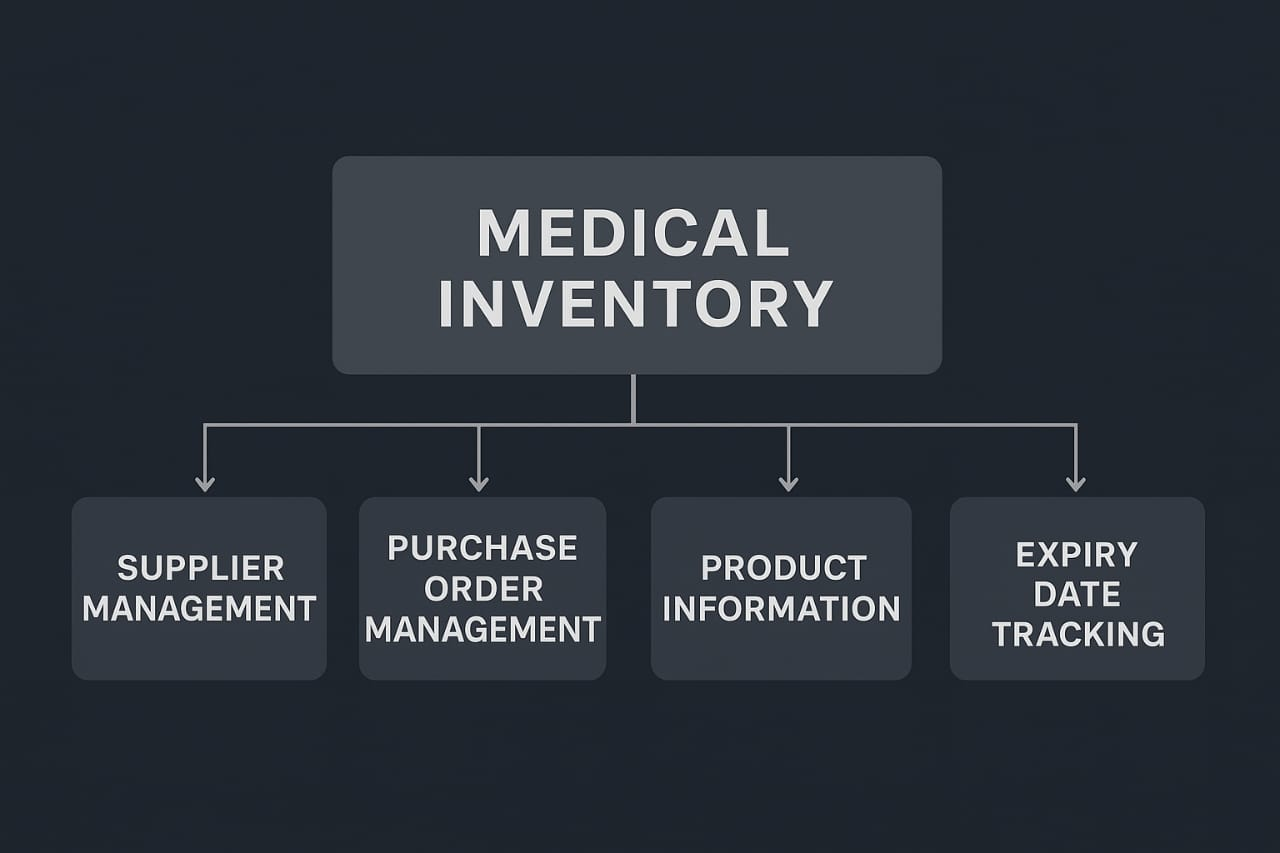 MEDICAL
INVENTORY
SUPPLIER
MANAGEMENT
PURCHASE
ORDER
MANAGEMENT
PRODUCT
INFORMATION
EXPIRY
DATE
TRACKING